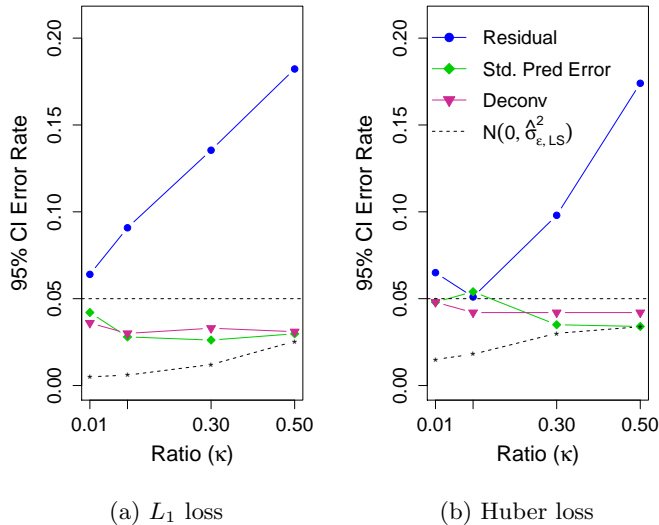 0.00 0.05 0.10 0.15 0.20
95% CI Error Rate
0.01 0.30 0.50
Ratio (κ)
(a) L₁ loss
0.00 0.05 0.10 0.15 0.20
95% CI Error Rate
Residual
Std. Pred Error
Deconv
N(0, σ̂²ε, LS)
0.01 0.30 0.50
Ratio (κ)
(b) Huber loss